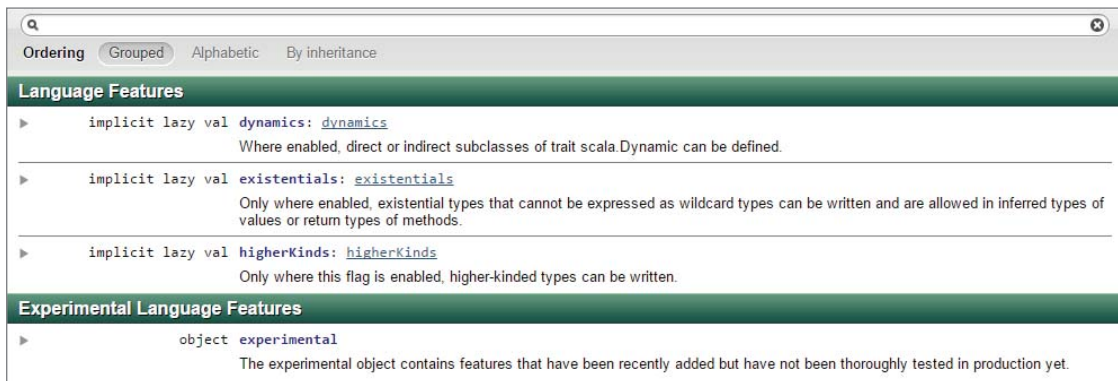 Ordering Grouped Alphabetic By inheritance
Language Features
implicit lazy val dynamics: dynamics
Where enabled, direct or indirect subclasses of trait scala.Dynamic can be defined.
implicit lazy val existentials: existentials
Only where enabled, existential types that cannot be expressed as wildcard types can be written and are allowed in inferred types of
values or return types of methods.
implicit lazy val higherKinds: higherKinds
Only where this flag is enabled, higher-kinded types can be written.
Experimental Language Features
object experimental
The experimental object contains features that have been recently added but have not been thoroughly tested in production yet.